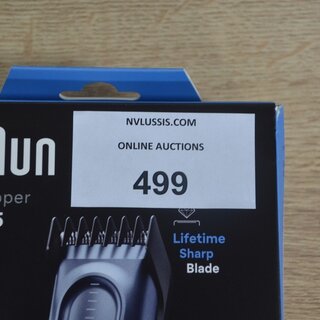 NVLUSSIS.COM
ONLINE AUCTIONS
499
Lifetime
Sharp
Blade